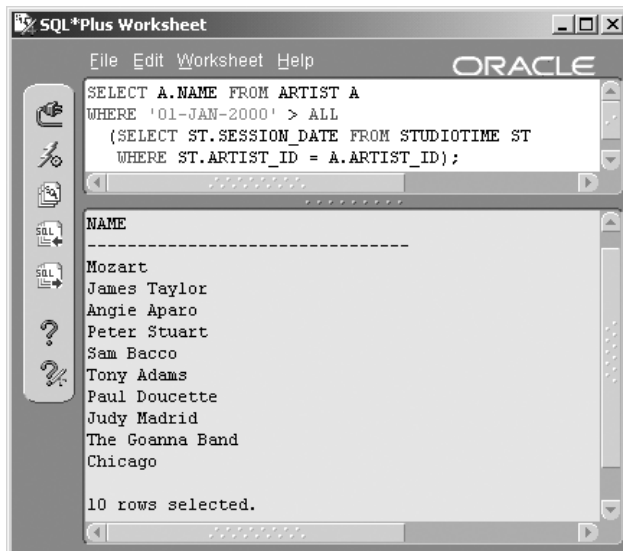 SQL*Plus Worksheet
File Edit Worksheet Help
ORACLE
SELECT A.NAME FROM ARTIST A
WHERE '01-JAN-2000' > ALL
(SELECT ST.SESSION_DATE FROM STUDIOTIME ST
WHERE ST.ARTIST_ID = A.ARTIST_ID);
NAME
--------------------------------
Mozart
James Taylor
Angie Aparo
Peter Stuart
Sam Bacco
Tony Adams
Paul Doucette
Judy Madrid
The Goanna Band
Chicago
10 rows selected.